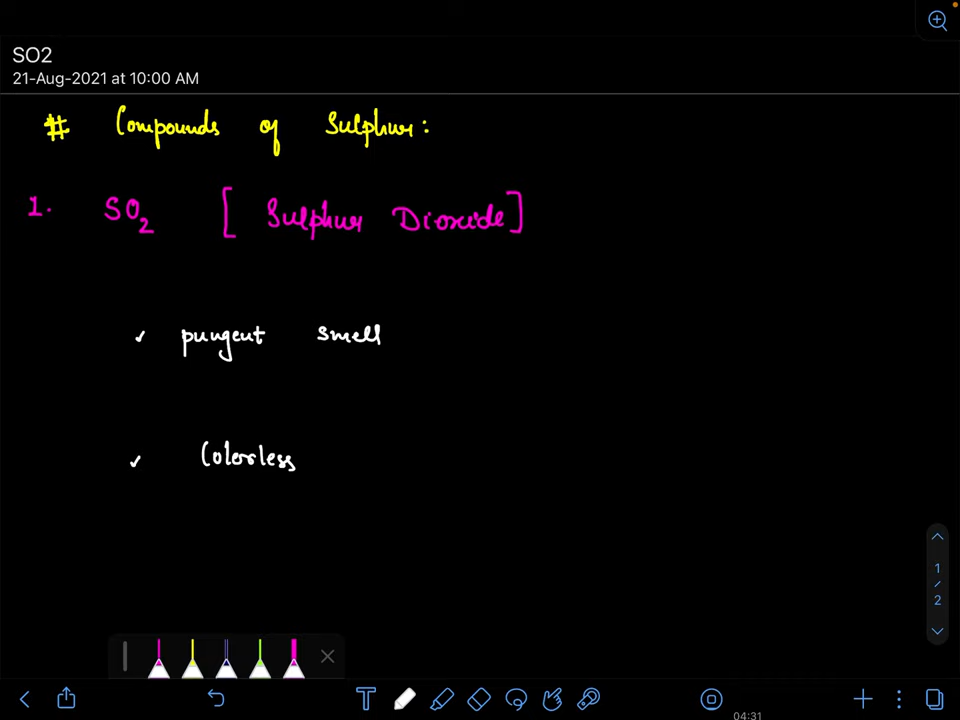 SO2
21-Aug-2021 at 10:00 AM
# Compounds of Sulphur:
1. SO₂ [Sulphur Dioxide]
✓ pungent smell
✓ Colorless
1
/
2
T
04:31